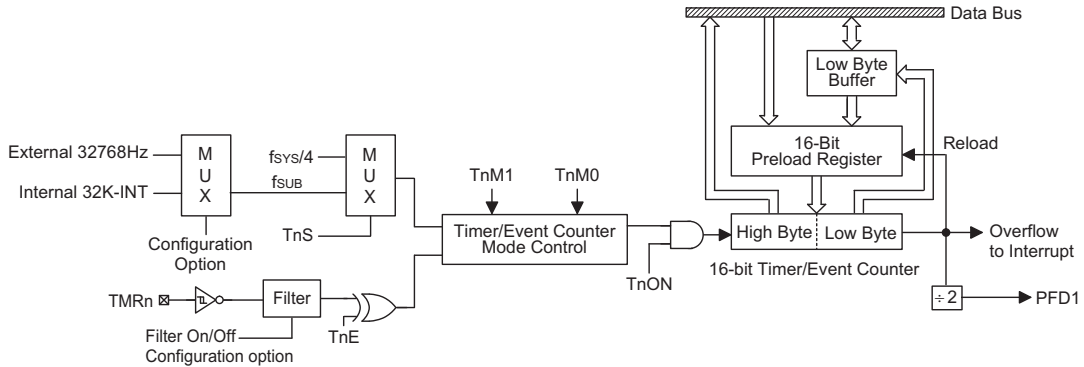 Data Bus
Low Byte
Buffer
External 32768Hz
Internal 32K-INT
M
U
X
Configuration
Option
fSYS/4
fSUB
M
U
X
TnS
TnM1
TnM0
Timer/Event Counter
Mode Control
TnON
16-Bit
Preload Register
Reload
High Byte
Low Byte
16-bit Timer/Event Counter
Overflow
to Interrupt
÷ 2
PFD1
TMRn
Filter
TnE
Filter On/Off
Configuration option